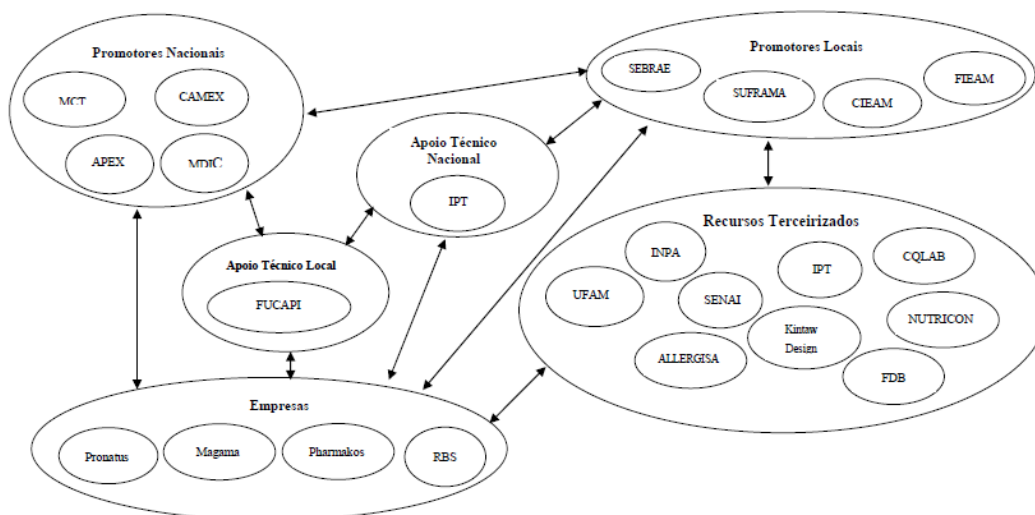 Promotores Nacionais
MCT
CAMEX
APEX
MDIC
Promotores Locais
SEBRAE
SUFRAMA
CIEAM
FIEAM
Apoio Técnico
Nacional
IPT
Apoio Técnico Local
FUCAPI
Recursos Terceirizados
INPA
IPT
CQLAB
UFAM
SENAI
NUTRICON
Kintaw
Design
ALLERGISA
FDB
Empresas
Pronatus
Magama
Pharmakos
RBS